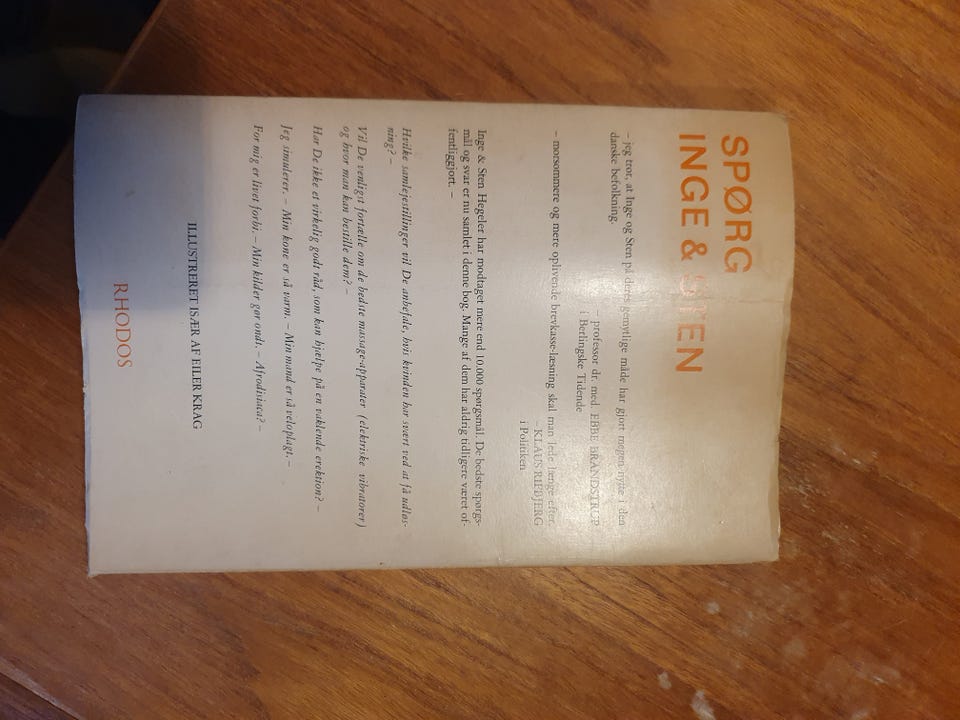 SPØRG
INGE & STEN
– jeg tror, at Inge og Sten på deres gemytlige måde har gjort megen nytte i den
danske befolkning.
– professor dr. med. EBBE BRANDSTRUP
i Berlingske Tidende
– morsommere og mere oplivende brevkasse-læsning skal man lede længe efter.
– KLAUS RIFBJERG
i Politiken
Inge & Sten Hegeler har modtaget mere end 10.000 spørgsmål. De bedste spørgs-
mål og svar er nu samlet i denne bog. Mange af dem har aldrig tidligere været of-
fentliggjort. –
Hvilke samlejestillinger vil De anbefale, hvis kvinden har svært ved at få udløs-
ning? –
Vil De venligst fortælle om de bedste massage-apparater (elektriske vibratorer)
og hvor man kan bestille dem? –
Har De ikke et virkelig godt råd, som kan hjælpe på en vaklende erektion? –
Jeg simulerer. – Min kone er så varm. – Min mand er så veloplagt. –
For mig er livet forbi. – Min kilder gør ondt. – Afrodisiaca? –
ILLUSTRERET ISÆR AF EILER KRAG
RHODOS